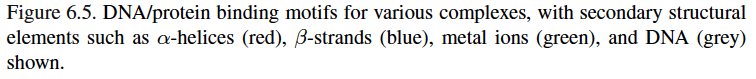 Figure 6.5. DNA/protein binding motifs for various complexes, with secondary structural
elements such as α-helices (red), β-strands (blue), metal ions (green), and DNA (grey)
shown.